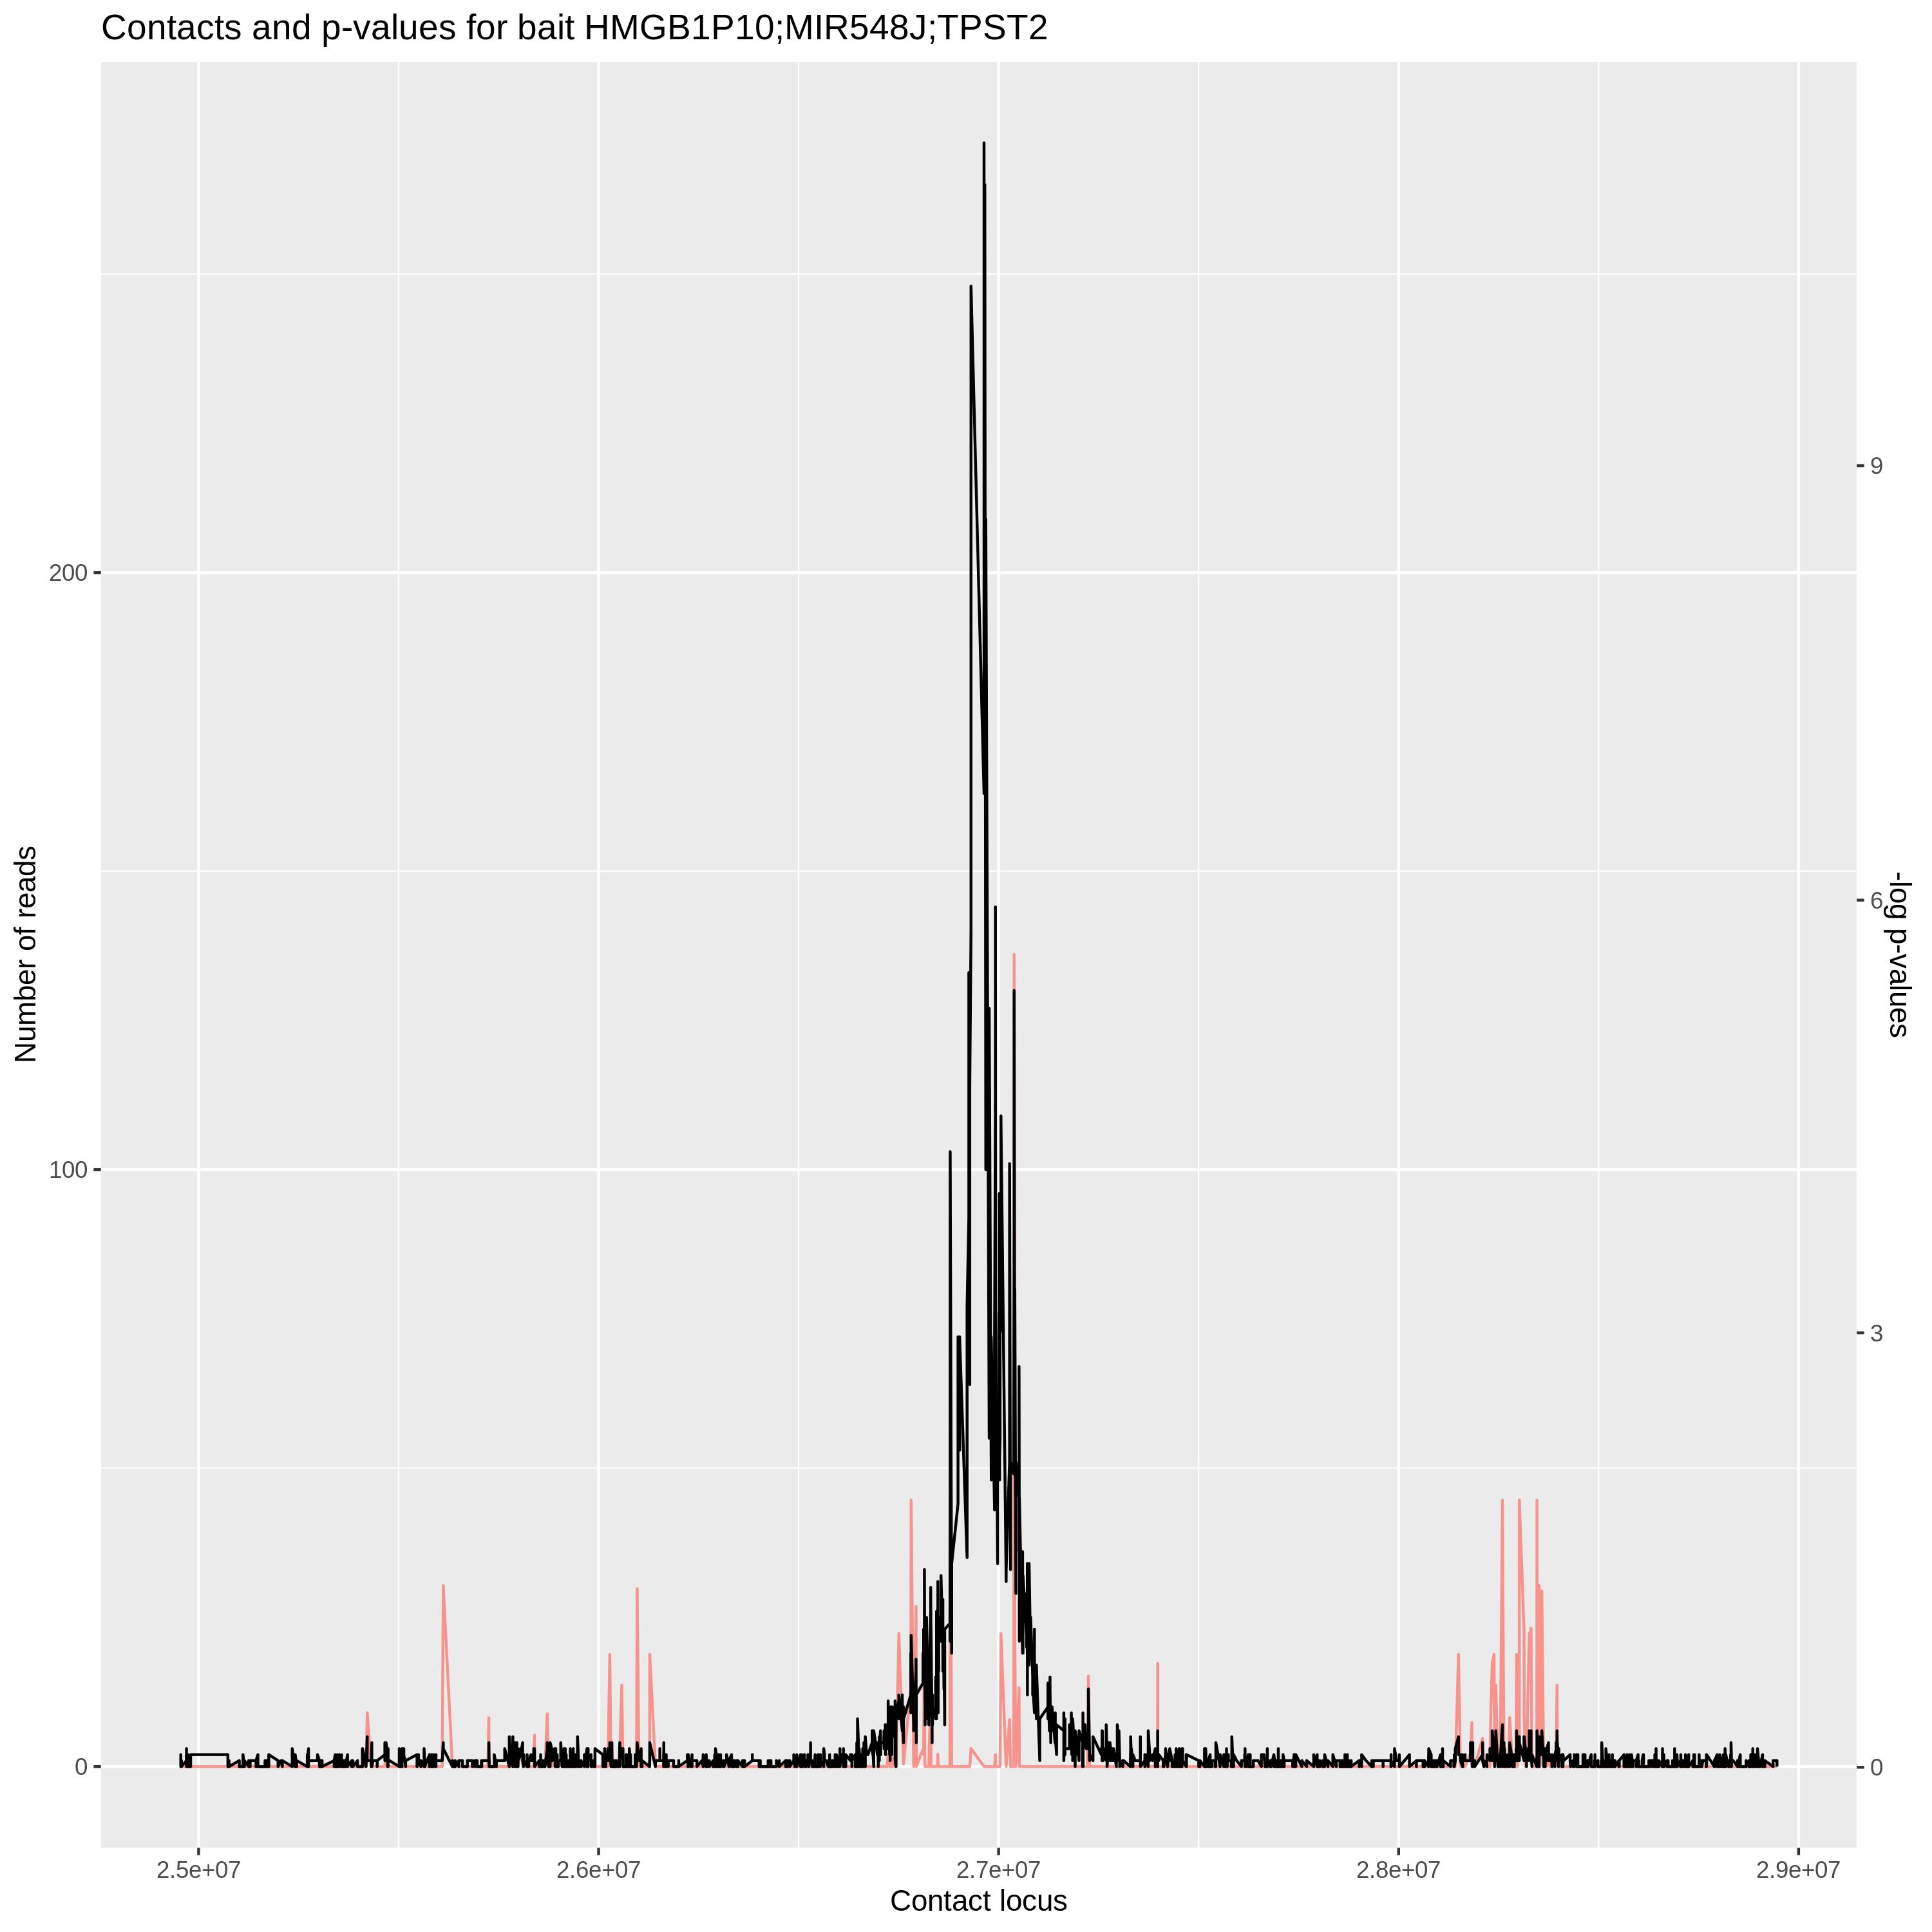 Contacts and p-values for bait HMGB1P10;MIR548J;TPST2
Number of reads
200
100
0
9
6
3
0
-log p-values
2.5e+07
2.6e+07
2.7e+07
2.8e+07
2.9e+07
Contact locus